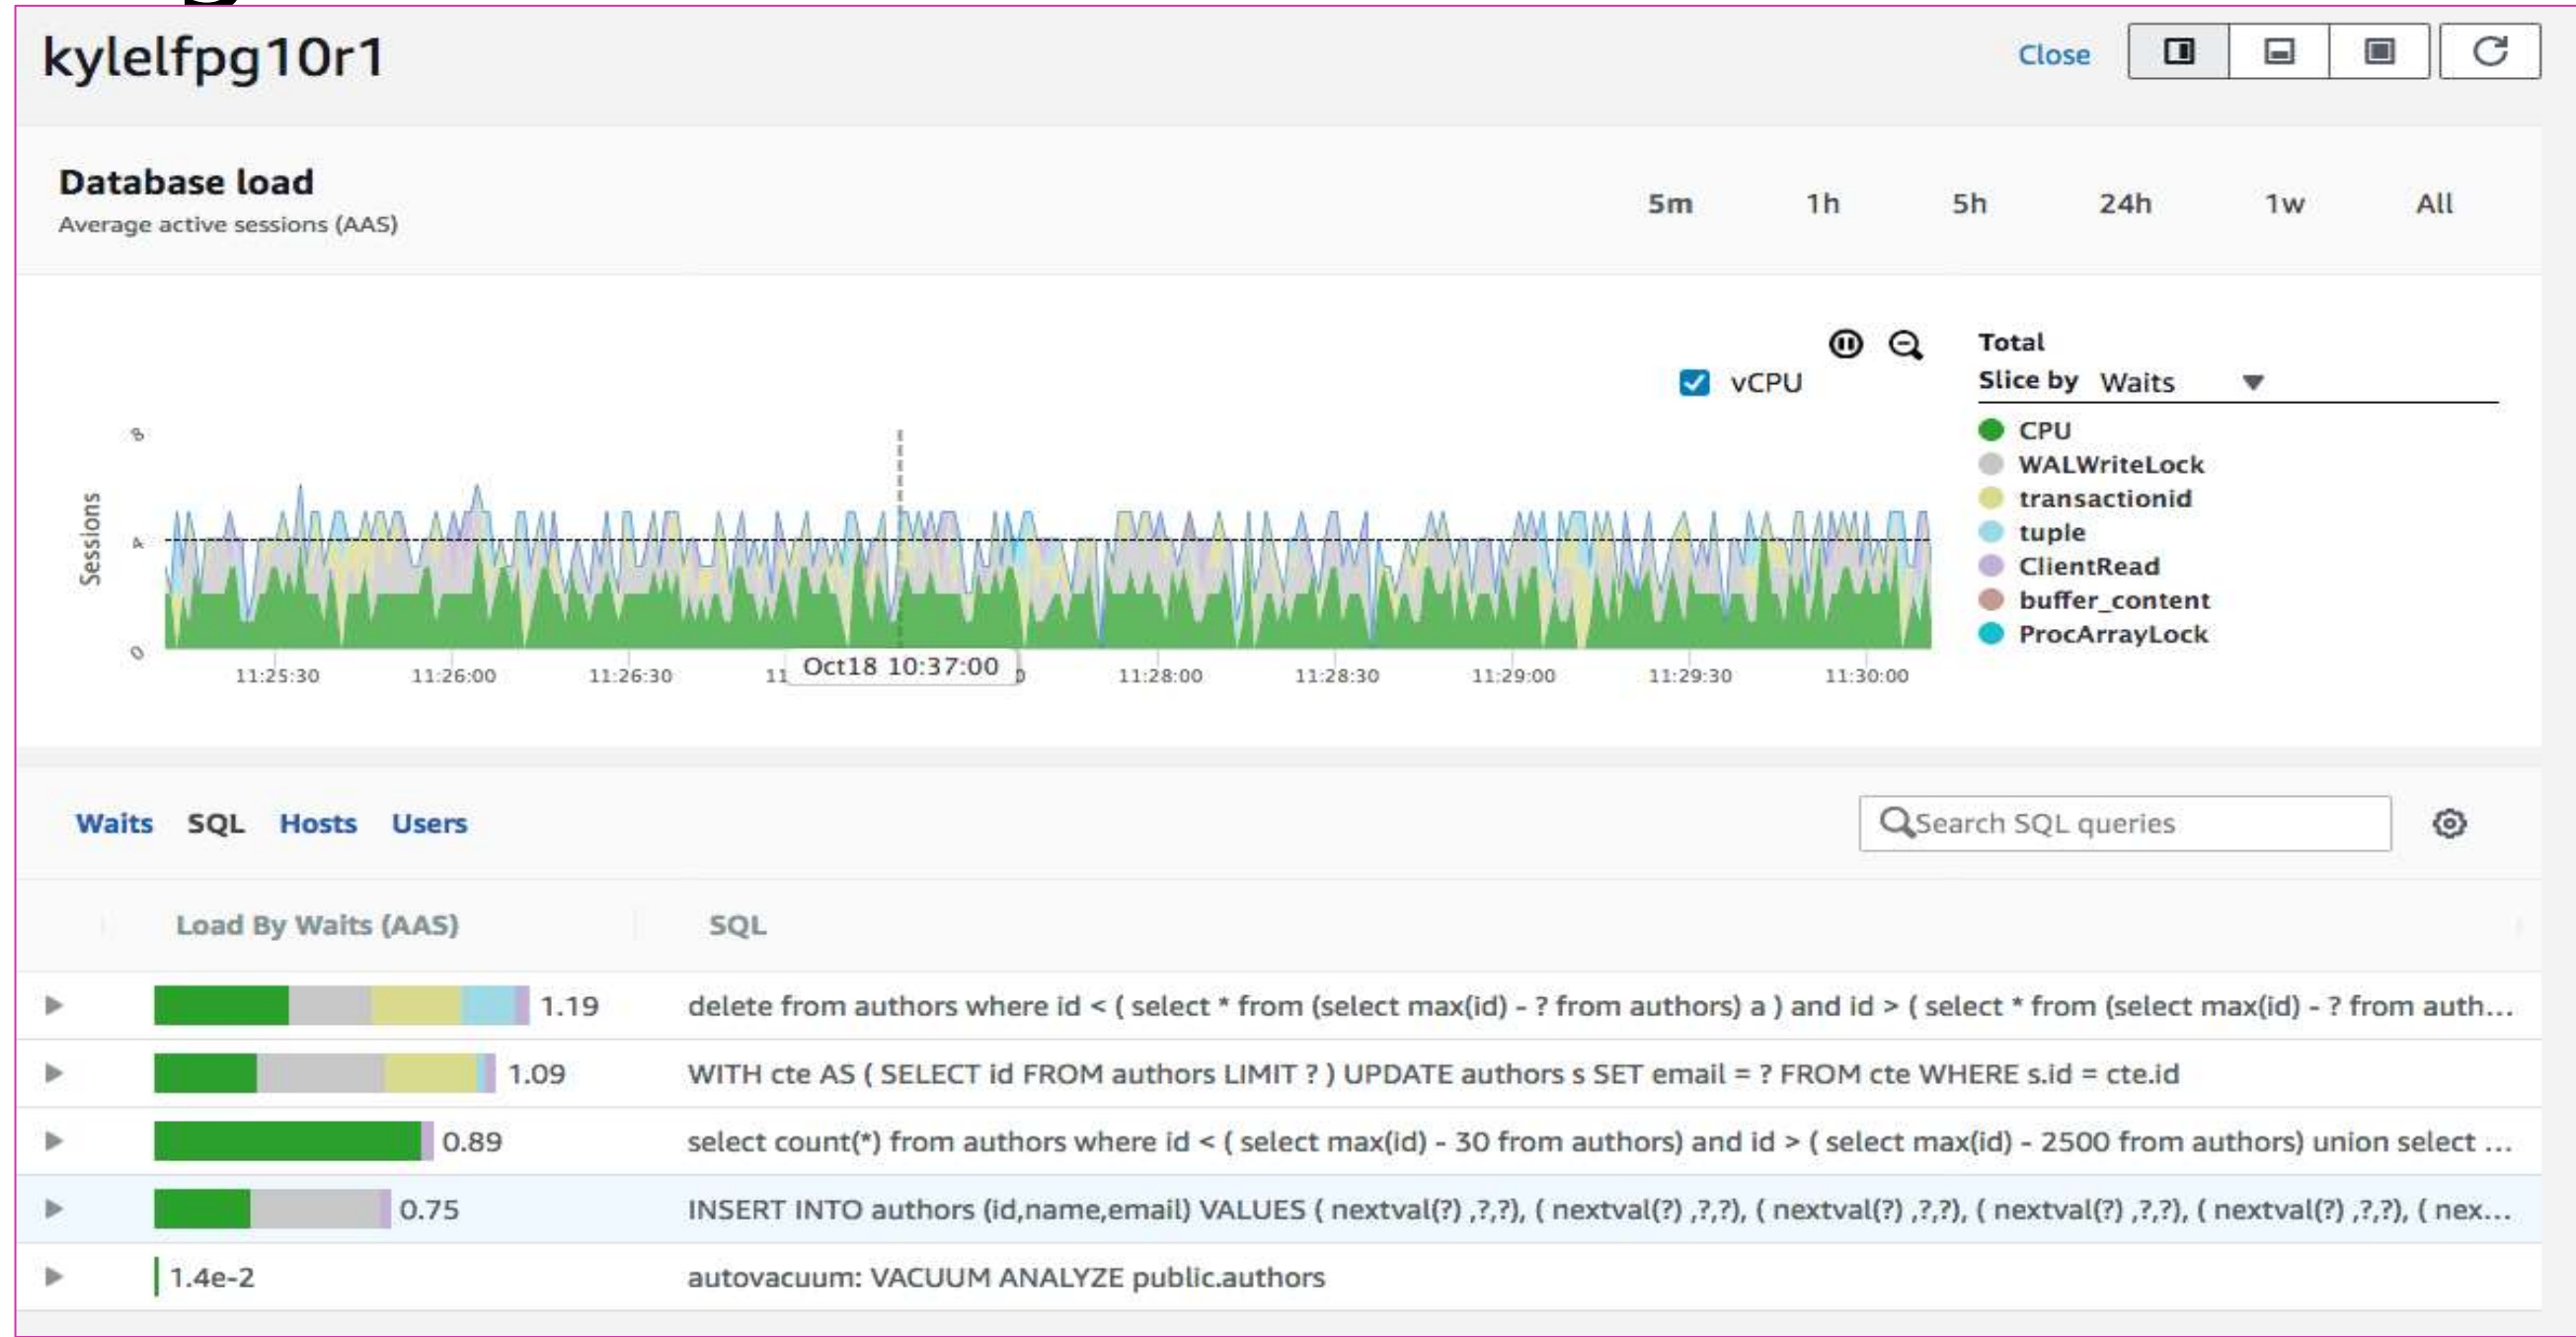 kylelfpg10r1
Close
Database load
Average active sessions (AAS)
5m 1h 5h 24h 1w All
vCPU
Total
Slice by Waits
CPU
WALWriteLock
transactionid
tuple
ClientRead
buffer_content
ProcArrayLock
Sessions
8
4
0
11:25:30 11:26:00 11:26:30 11 Oct18 10:37:00 0 11:28:00 11:28:30 11:29:00 11:29:30 11:30:00
Waits SQL Hosts Users
Search SQL queries
Load By Waits (AAS) SQL
1.19 delete from authors where id < ( select * from (select max(id) - ? from authors) a ) and id > ( select * from (select max(id) - ? from auth...
1.09 WITH cte AS ( SELECT id FROM authors LIMIT ? ) UPDATE authors s SET email = ? FROM cte WHERE s.id = cte.id
0.89 select count(*) from authors where id < ( select max(id) - 30 from authors) and id > ( select max(id) - 2500 from authors) union select ...
0.75 INSERT INTO authors (id,name,email) VALUES ( nextval(?) ,?,?), ( nextval(?) ,?,?), ( nextval(?) ,?,?), ( nextval(?) ,?,?), ( nextval(?) ,?,?), ( nex...
1.4e-2 autovacuum: VACUUM ANALYZE public.authors